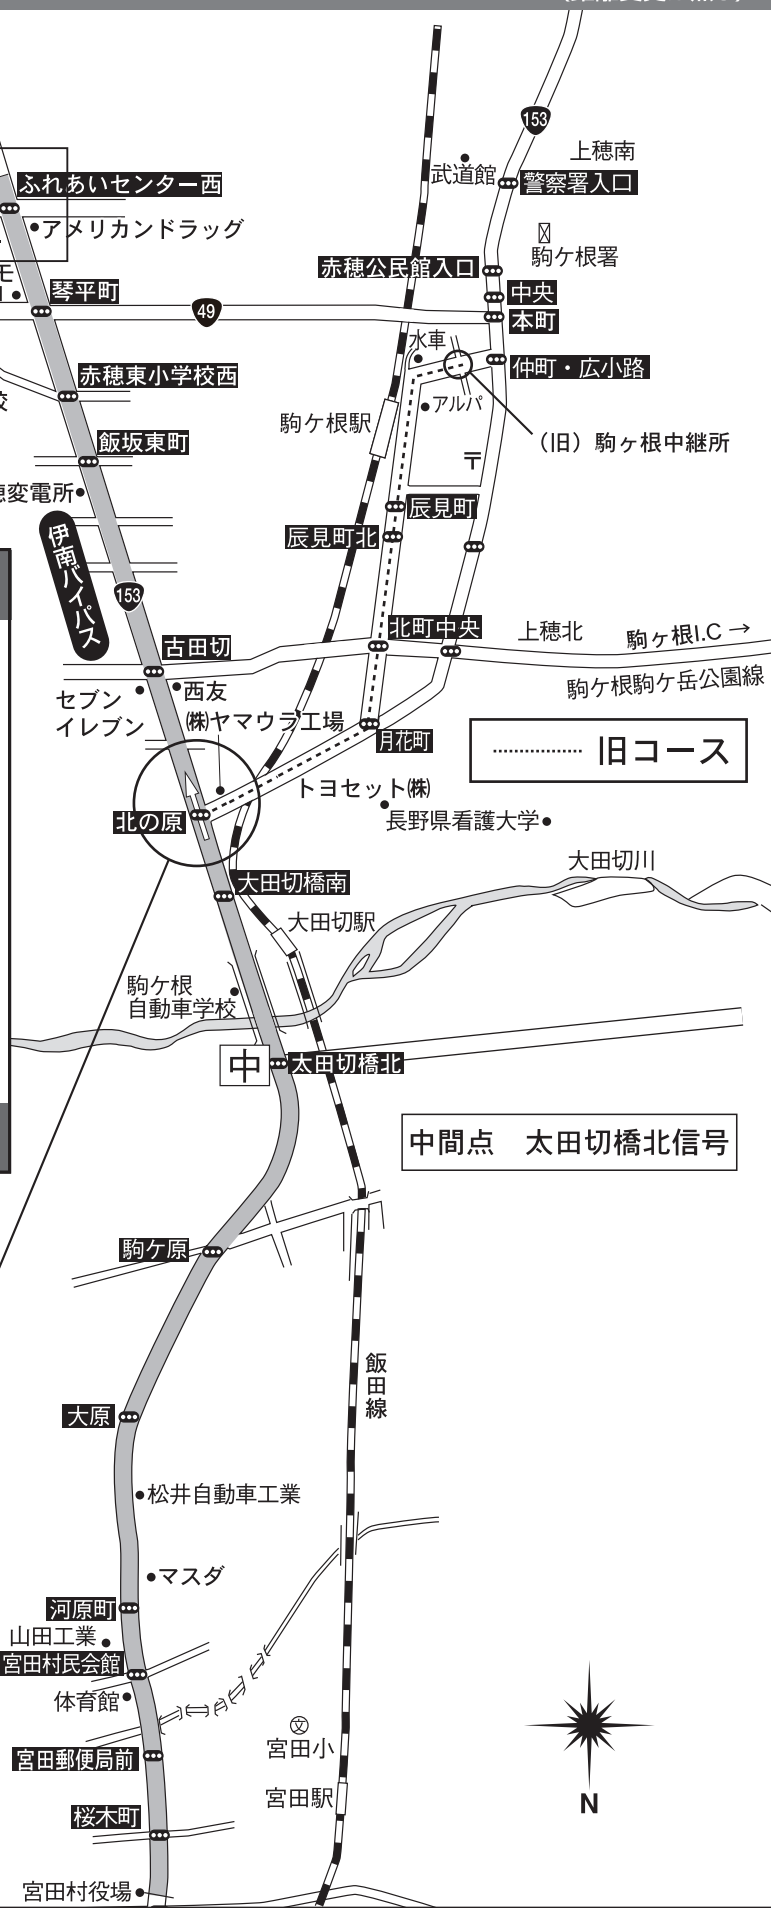 153
上穂南
武道館
警察署入口
ふれあいセンター西
アメリカンドラッグ
駒ケ根署
赤穂公民館入口
モ
琴平町
中央
49
本町
水車
仲町・広小路
赤穂東小学校西
アルパ
駒ケ根駅
(旧)駒ヶ根中継所
飯坂東町
〒
変電所
辰見町
辰見町北
伊南バイパス
153
北町中央
上穂北
駒ヶ根I.C→
古田切
駒ケ根駒ケ岳公園線
セブン
イレブン
西友
㈱ヤマウラ工場
月花町
旧コース
トヨセット㈱
北の原
長野県看護大学
大田切川
大田切橋南
大田切駅
駒ケ根
自動車学校
中
太田切橋北
中間点 太田切橋北信号
駒ケ原
飯田線
大原
松井自動車工業
マスダ
河原町
山田工業
宮田村民会館
体育館
文
宮田小
宮田郵便局前
宮田駅
N
桜木町
宮田村役場